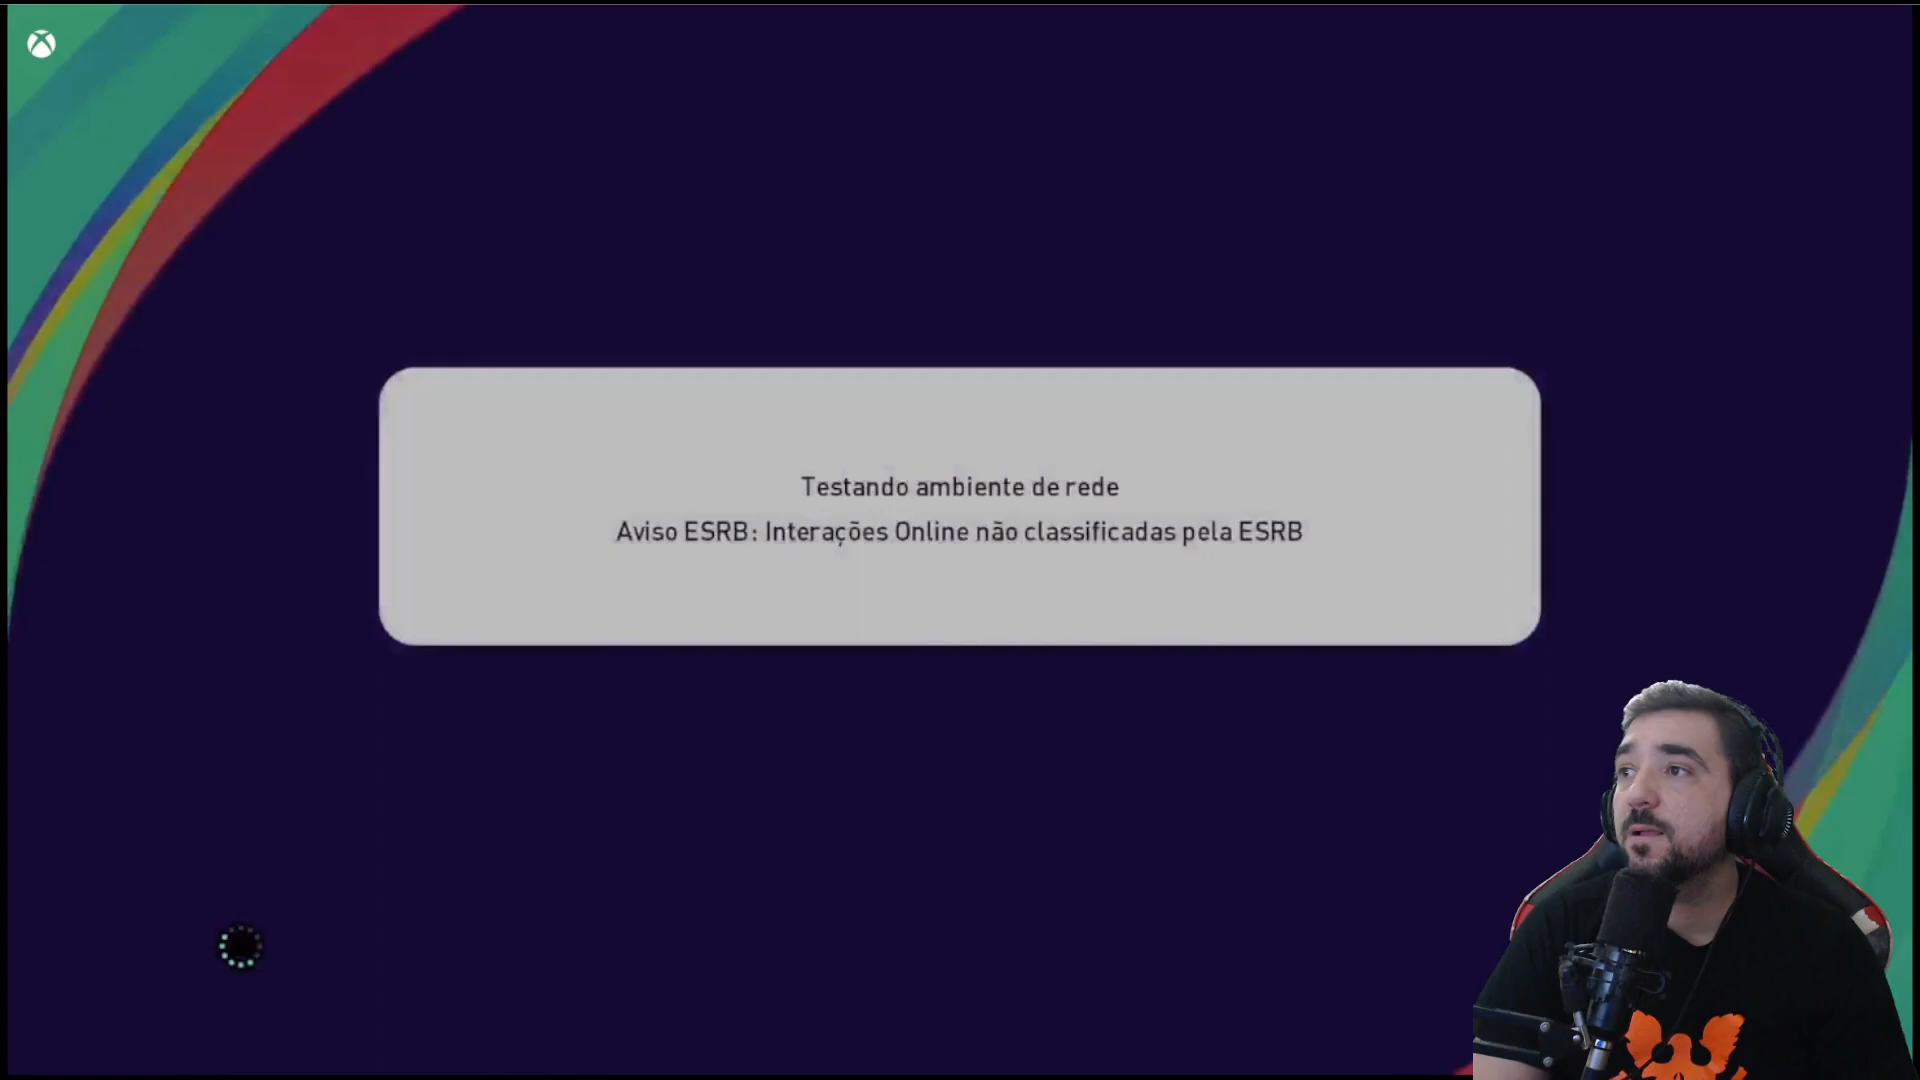 Testando ambiente de rede
Aviso ESRB: Interações Online não classificadas pela ESRB